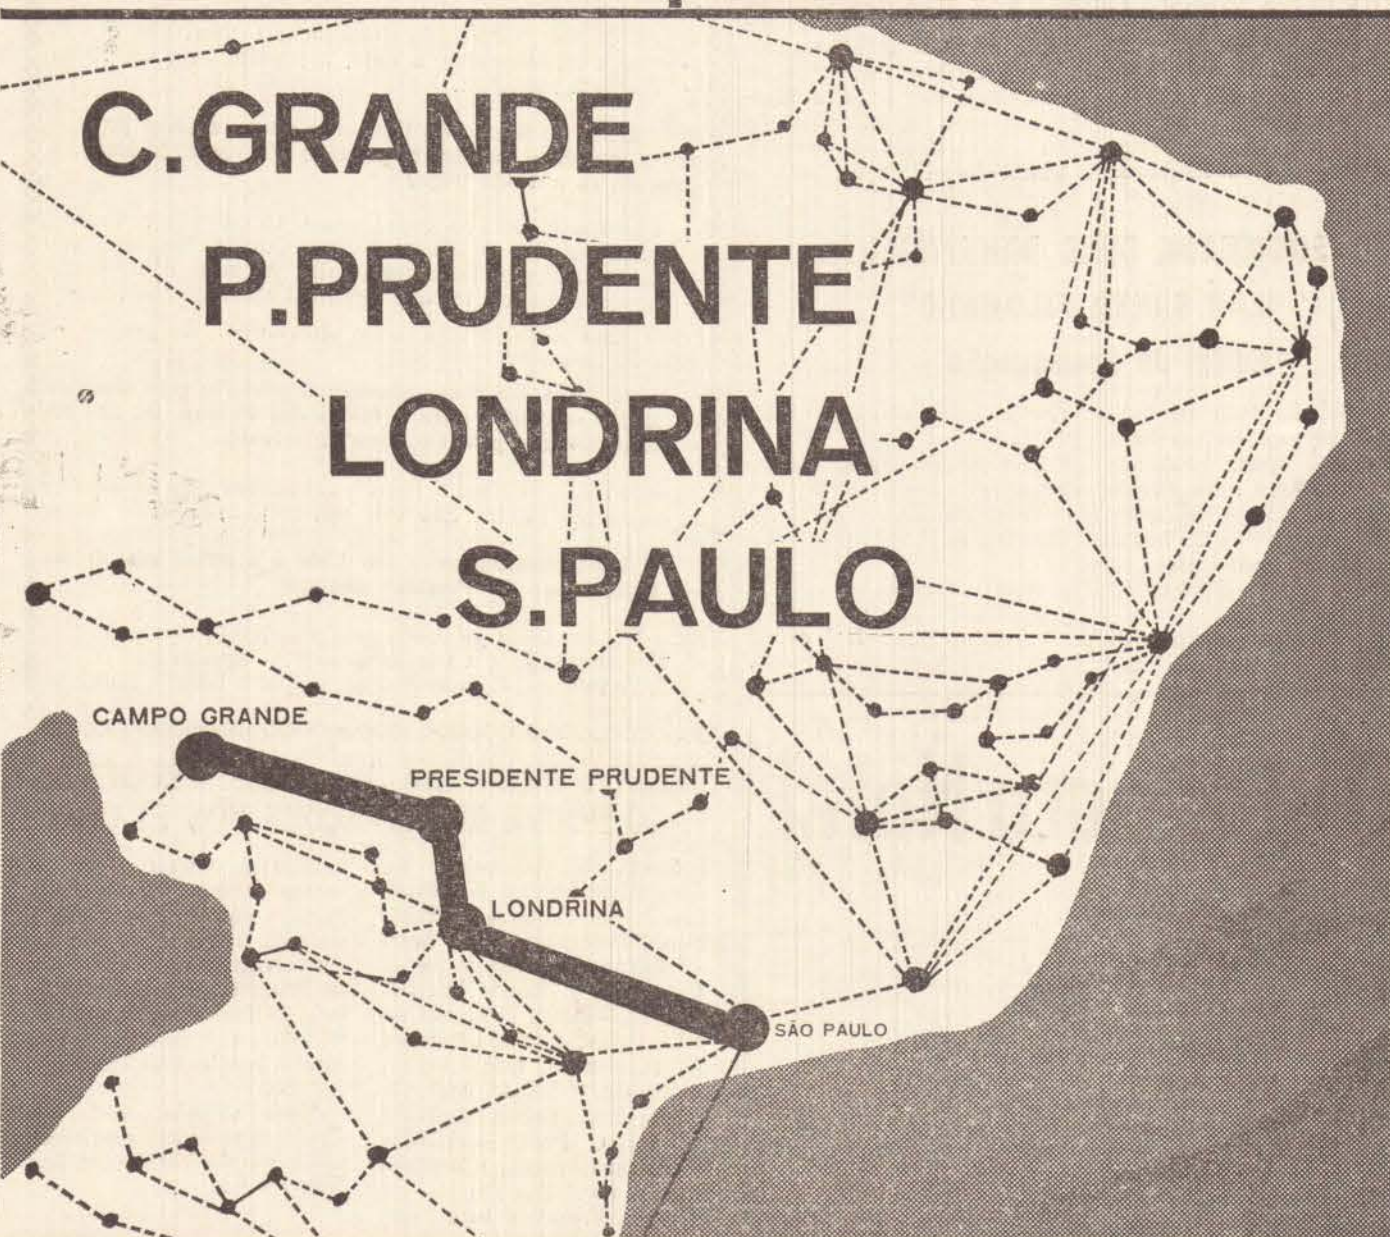 C.GRANDE
P.PRUDENTE
LONDRINA
S.PAULO
CAMPO GRANDE
PRESIDENTE PRUDENTE
LONDRINA
SÃO PAULO